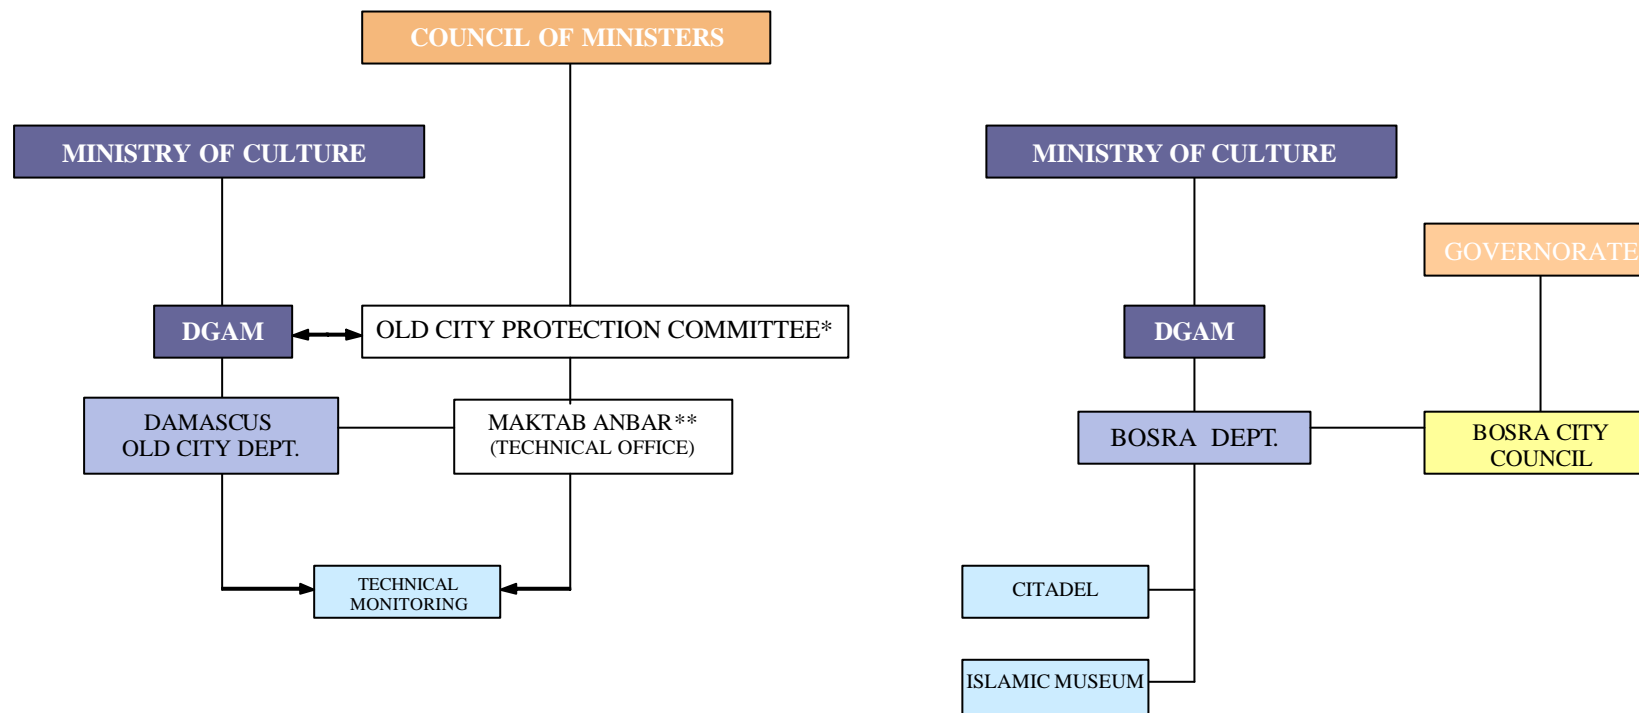 COUNCIL OF MINISTERS
MINISTRY OF CULTURE
DGAM
OLD CITY PROTECTION COMMITTEE*
DAMASCUS
OLD CITY DEPT.
MAKTAB ANBAR**
(TECHNICAL OFFICE)
TECHNICAL
MONITORING
MINISTRY OF CULTURE
GOVERNORATE
DGAM
BOSRA DEPT.
BOSRA CITY
COUNCIL
CITADEL
ISLAMIC MUSEUM